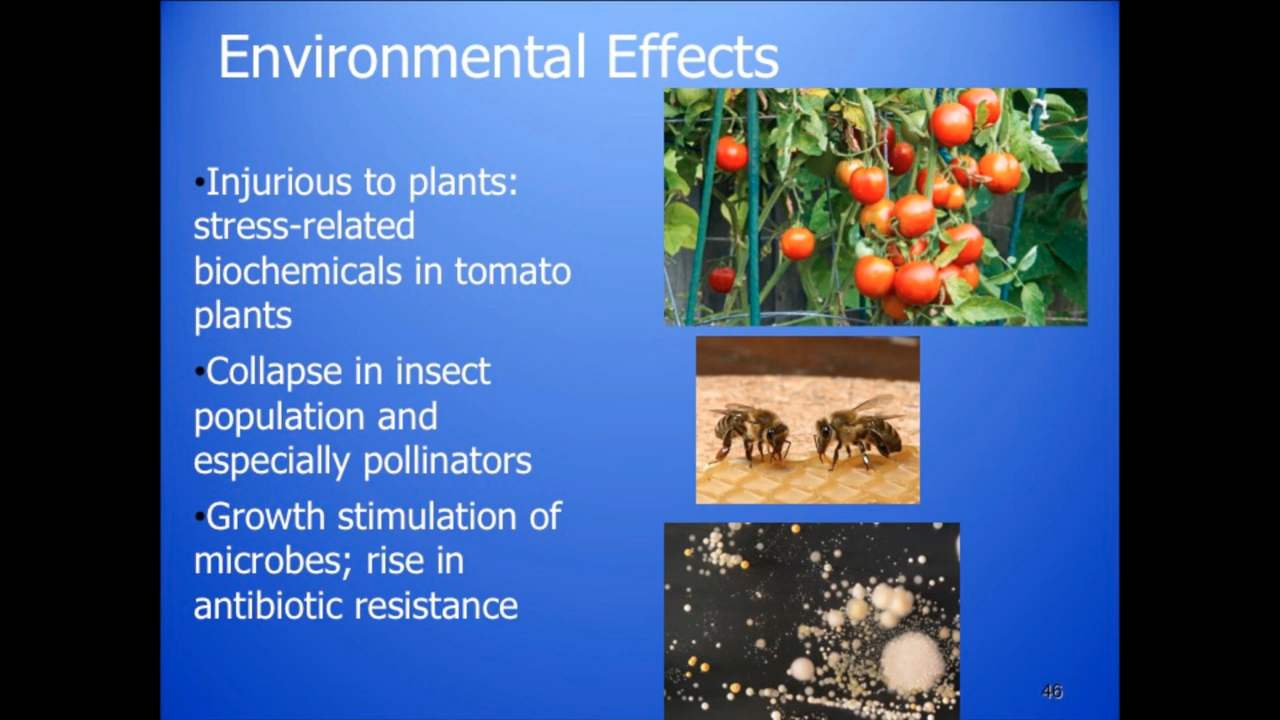 Environmental Effects
•Injurious to plants:
stress-related
biochemicals in tomato
plants
•Collapse in insect
population and
especially pollinators
•Growth stimulation of
microbes; rise in
antibiotic resistance
46